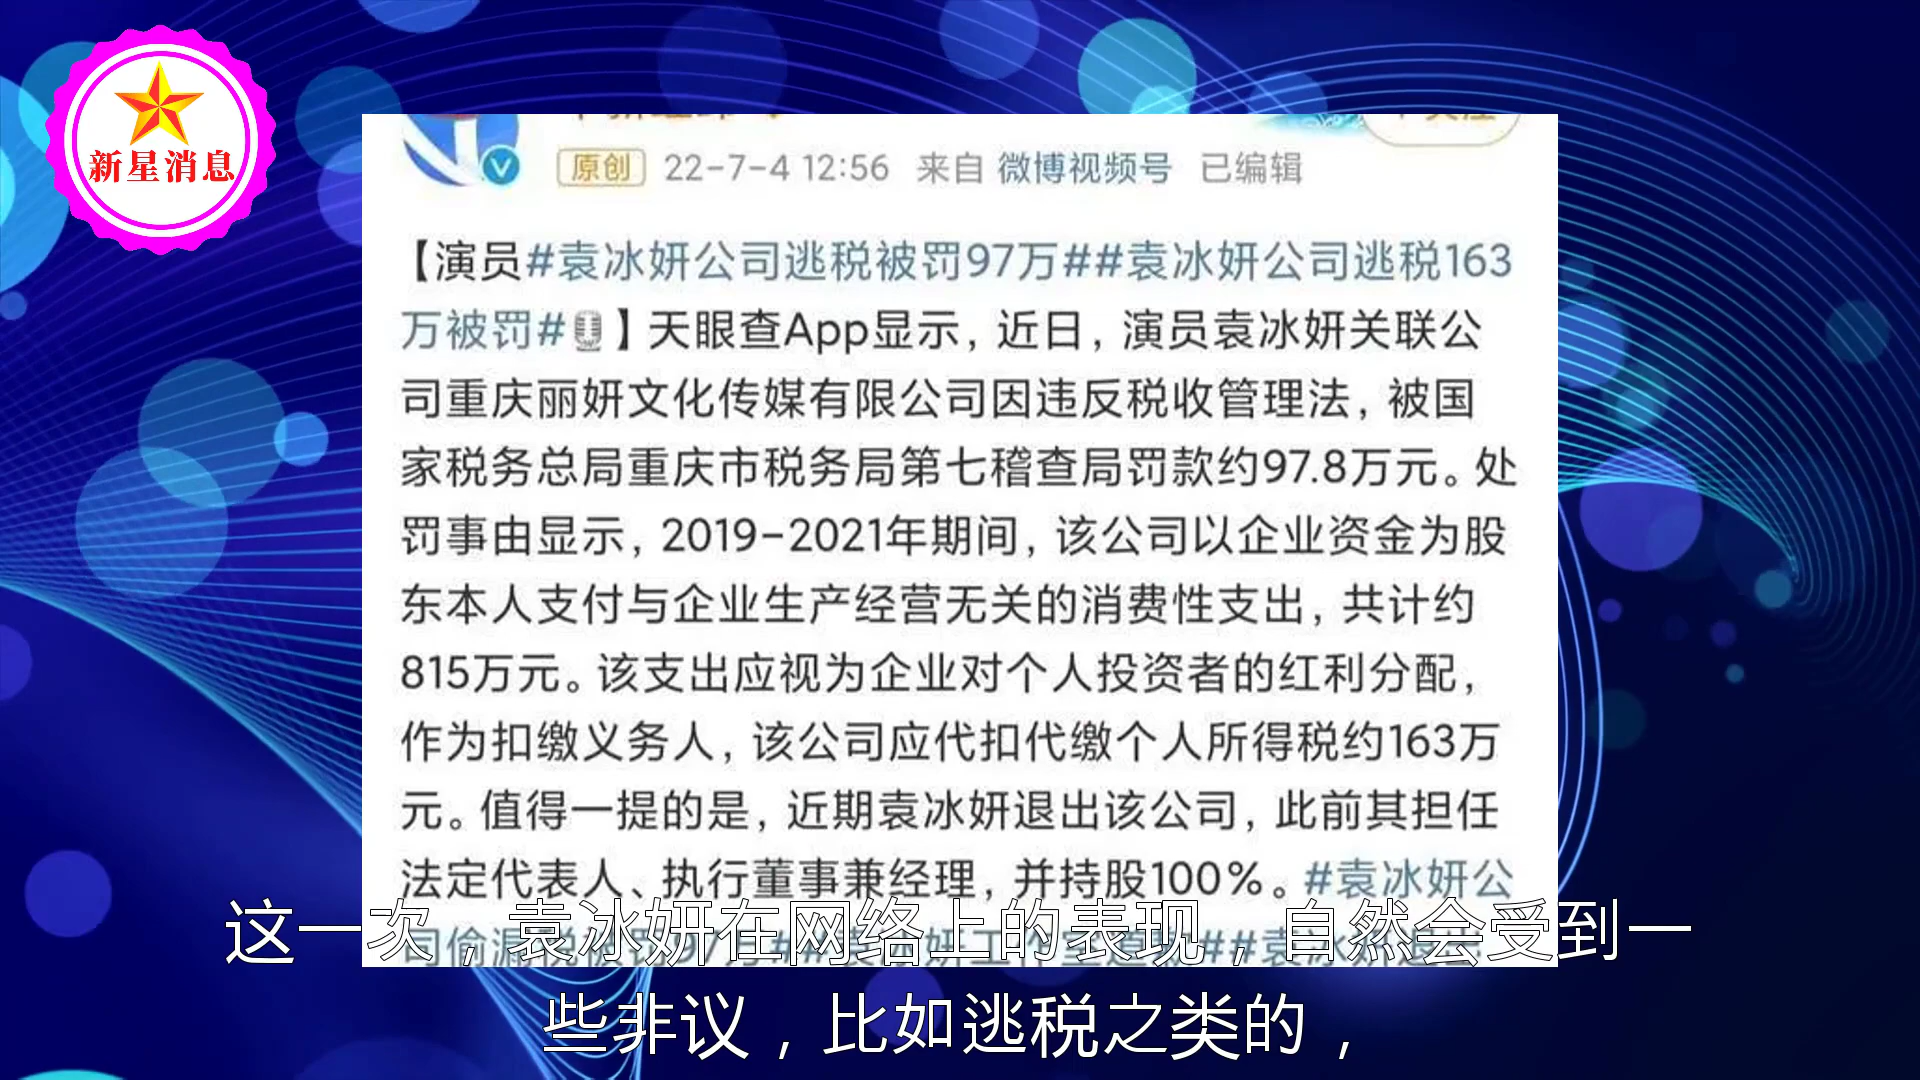 新星消息
原创 22-7-4 12:56 来自 微博视频号 已编辑
【演员#袁冰妍公司逃税被罚97万##袁冰妍公司逃税163
万被罚#】天眼查App显示，近日，演员袁冰妍关联公
司重庆丽妍文化传媒有限公司因违反税收管理法，被国
家税务总局重庆市税务局第七稽查局罚款约97.8万元。处
罚事由显示，2019-2021年期间，该公司以企业资金为股
东本人支付与企业生产经营无关的消费性支出，共计约
815万元。该支出应视为企业对个人投资者的红利分配，
作为扣缴义务人，该公司应代扣代缴个人所得税约163万
元。值得一提的是，近期袁冰妍退出该公司，此前其担任
法定代表人、执行董事兼经理，并持股100%。#袁冰妍公
这一次，袁冰妍在网络上的表现，自然会受到一
些非议，比如逃税之类的，